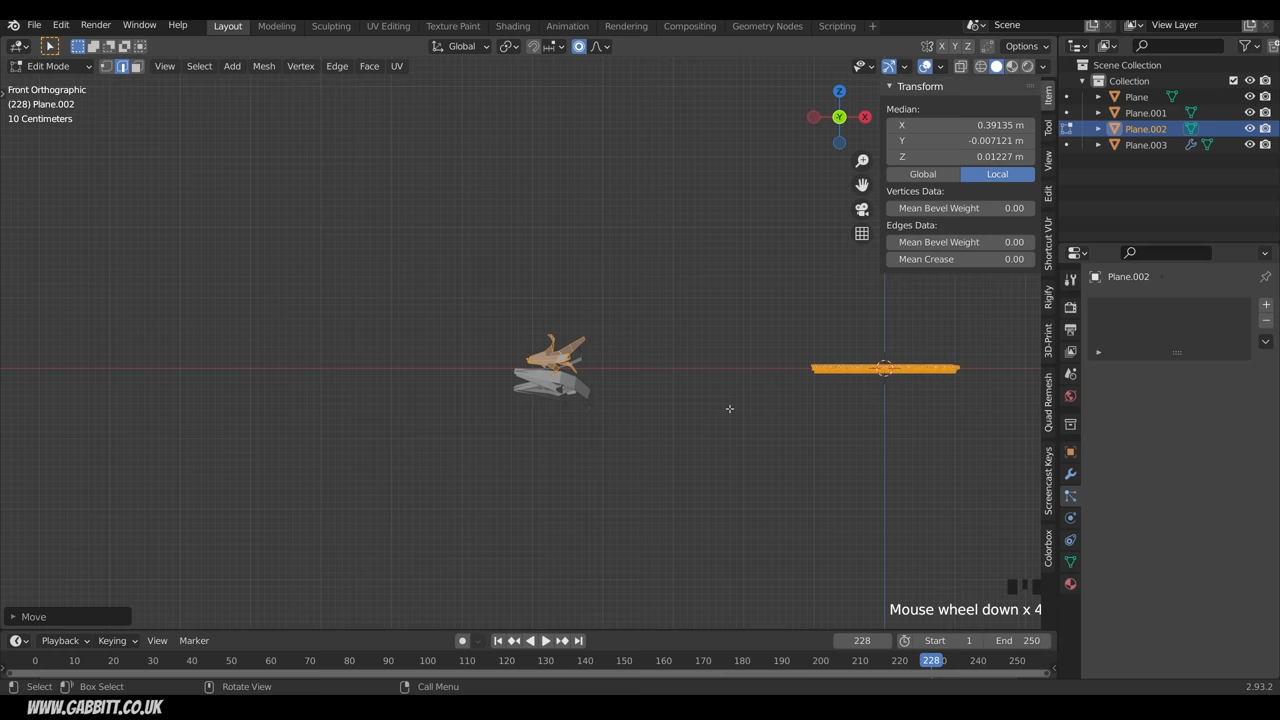 File Edit Render Window Help Layout Modeling Sculpting UV Editing Texture Paint Shading Animation Rendering Compositing Geometry Nodes Scripting + Scene View Layer
Global X Y Z Options
Edit Mode View Select Add Mesh Vertex Edge Face UV
Front Orthographic
(228) Plane.002
10 Centimeters
Z
-Y
X
Transform
Median:
X 0.39135 m
Y -0.007121 m
Z 0.01227 m
Global Local
Vertices Data:
Mean Bevel Weight 0.00
Edges Data:
Mean Bevel Weight 0.00
Mean Crease 0.00
Item
Tool
View
Edit
Shortcut VUr
Rigify
3D-Print
Quad Remesh
Screencast Keys
Colorbox
Scene Collection
Collection
Plane
Plane.001
Plane.002
Plane.003
Plane.002
Mouse wheel down x 4
Move
Playback Keying View Marker 228 Start 1 End 250
0 10 20 30 40 50 60 70 80 90 100 110 120 130 140 150 160 170 180 190 200 210 220 228 240 250
Select Box Select Rotate View Call Menu 2.93.2
WWW.GABBITT.CO.UK